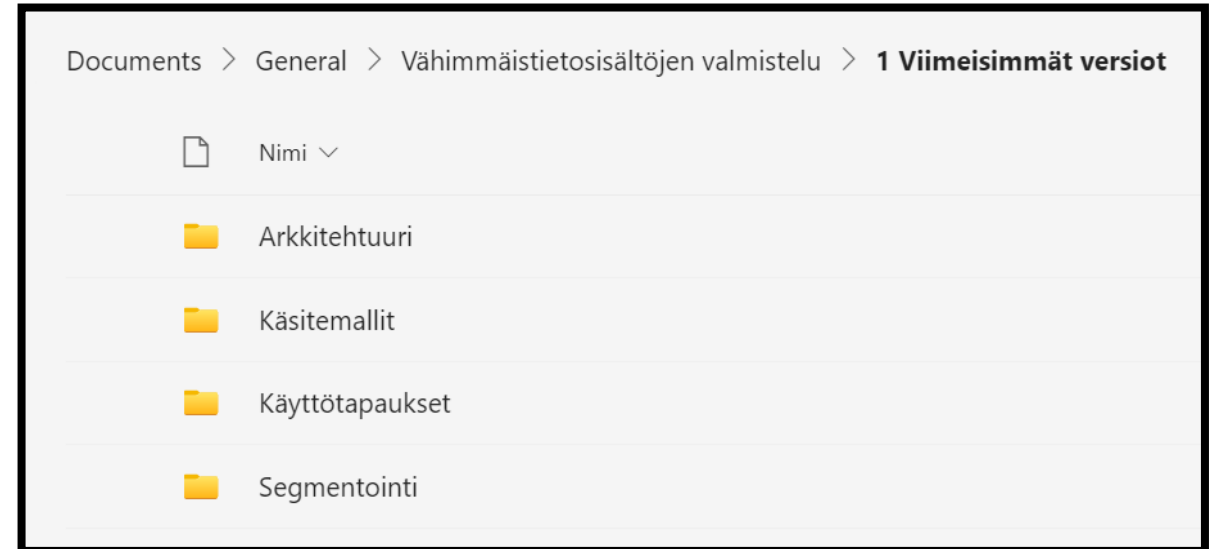 Documents > General > Vähimmäistietosisältöjen valmistelu > 1 Viimeisimmät versiot
Nimi
Arkkitehtuuri
Käsitemallit
Käyttötapaukset
Segmentointi